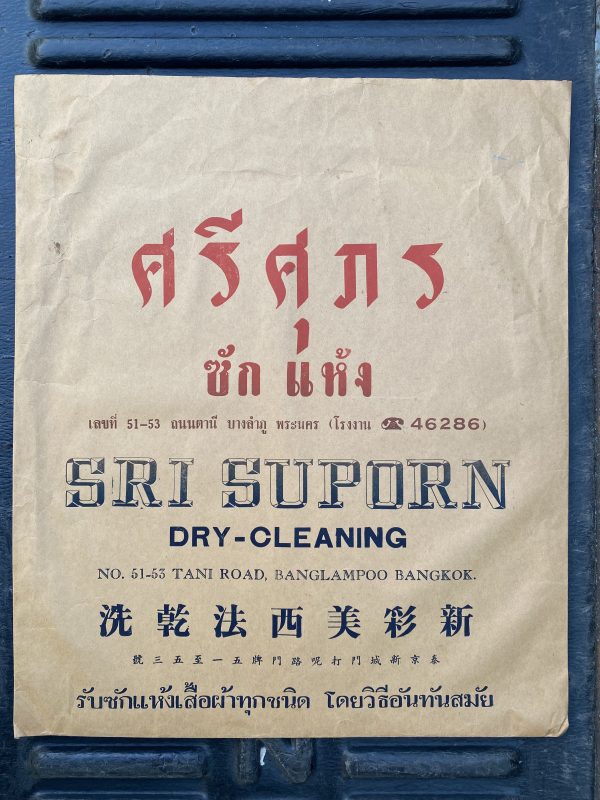 ศรีศุภร
ซักแห้ง
เลขที่ 51-53 ถนนตานี บางลำภู พระนคร (โรงงาน ☎ 46286)
SRI SUPORN
DRY-CLEANING
NO. 51-53 TANI ROAD, BANGLAMPOO BANGKOK.
新彩美西法乾洗
泰京新城門打呢路門牌五一至五三號
รับซักแห้งเสื้อผ้าทุกชนิด โดยวิธีอันทันสมัย